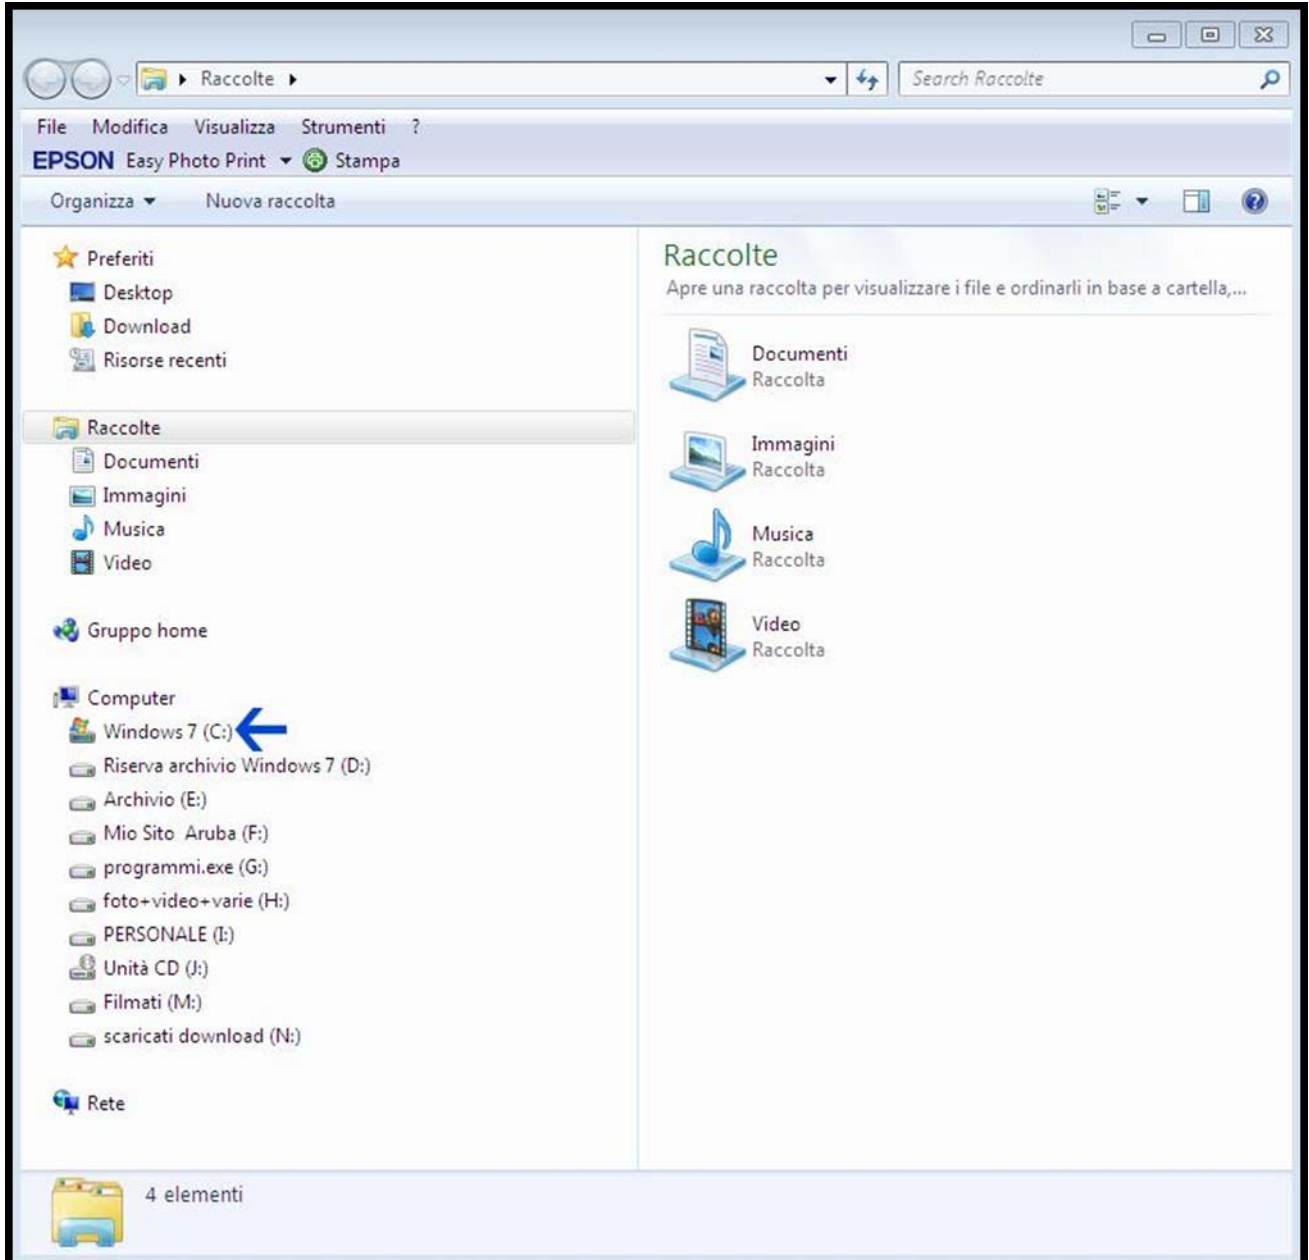 Raccolte
Search Raccolte
File Modifica Visualizza Strumenti ?
EPSON Easy Photo Print Stampa
Organizza Nuova raccolta
Preferiti
Desktop
Download
Risorse recenti
Raccolte
Documenti
Immagini
Musica
Video
Gruppo home
Computer
Windows 7 (C:)
Riserva archivio Windows 7 (D:)
Archivio (E:)
Mio Sito Aruba (F:)
programmi.exe (G:)
foto+video+varie (H:)
PERSONALE (I:)
Unità CD (J:)
Filmati (M:)
scaricati download (N:)
Rete
Raccolte
Apre una raccolta per visualizzare i file e ordinarli in base a cartella,...
Documenti
Raccolta
Immagini
Raccolta
Musica
Raccolta
Video
Raccolta
4 elementi